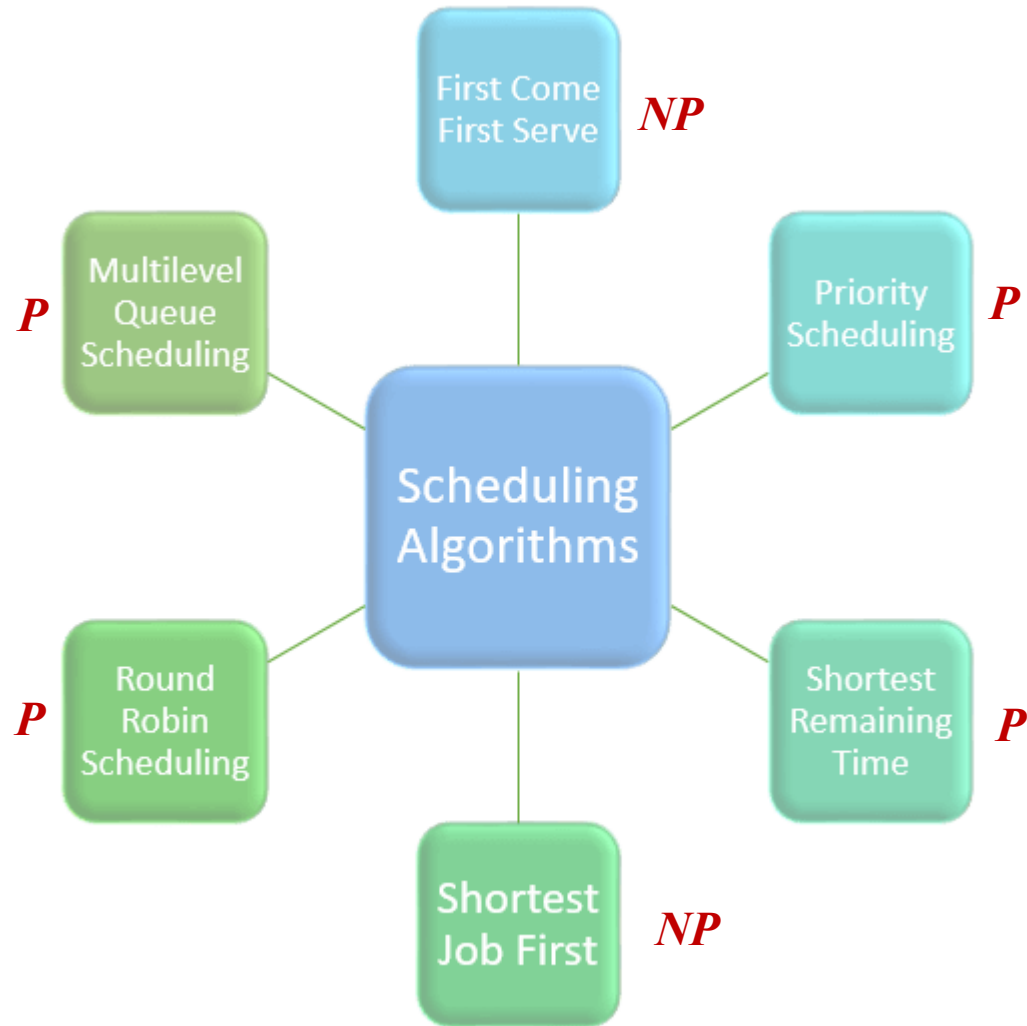 First Come
First Serve
NP
Multilevel
Queue
Scheduling
P
Priority
Scheduling
P
Scheduling
Algorithms
Round
Robin
Scheduling
P
Shortest
Remaining
Time
P
Shortest
Job First
NP